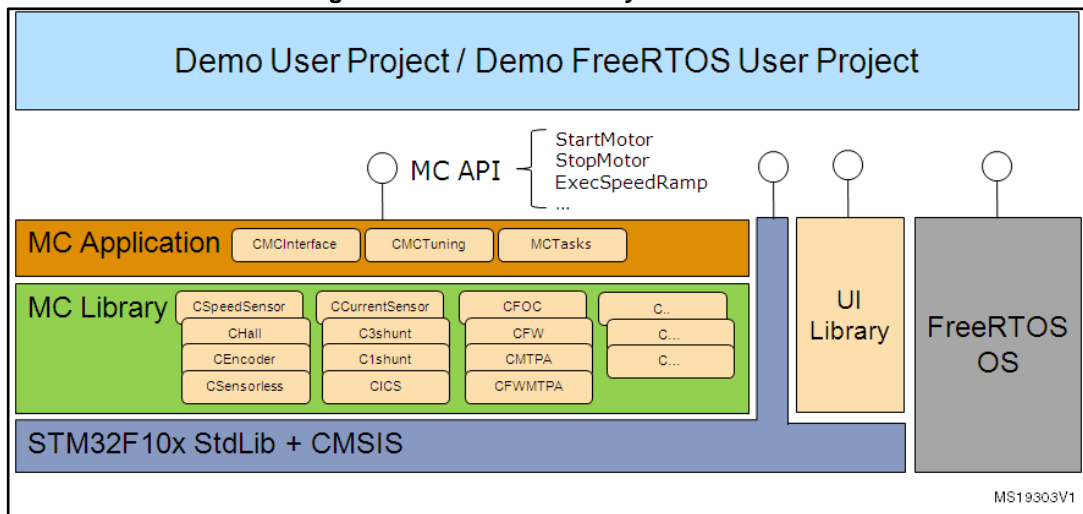 Demo User Project / Demo FreeRTOS User Project
MC API
StartMotor
StopMotor
ExecSpeedRamp
...
MC Application
CMCInterface
CMCTuning
MCTasks
MC Library
CSpeedSensor
CHall
CEncoder
CSensorless
CCurrentSensor
C3shunt
C1shunt
CICS
CFOC
CFW
CMTPA
CFWMTPA
C..
C...
C...
UI
Library
FreeRTOS
OS
STM32F10x StdLib + CMSIS
MS19303V1